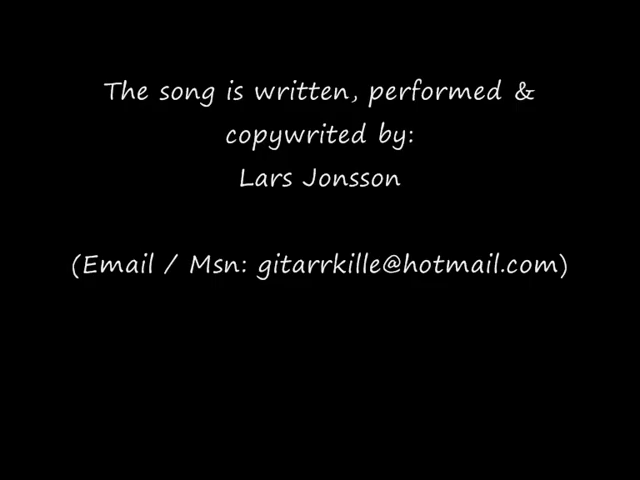 The song is written, performed &
copywrited by:
Lars Jonsson
(Email / Msn: gitarrkille@hotmail.com)